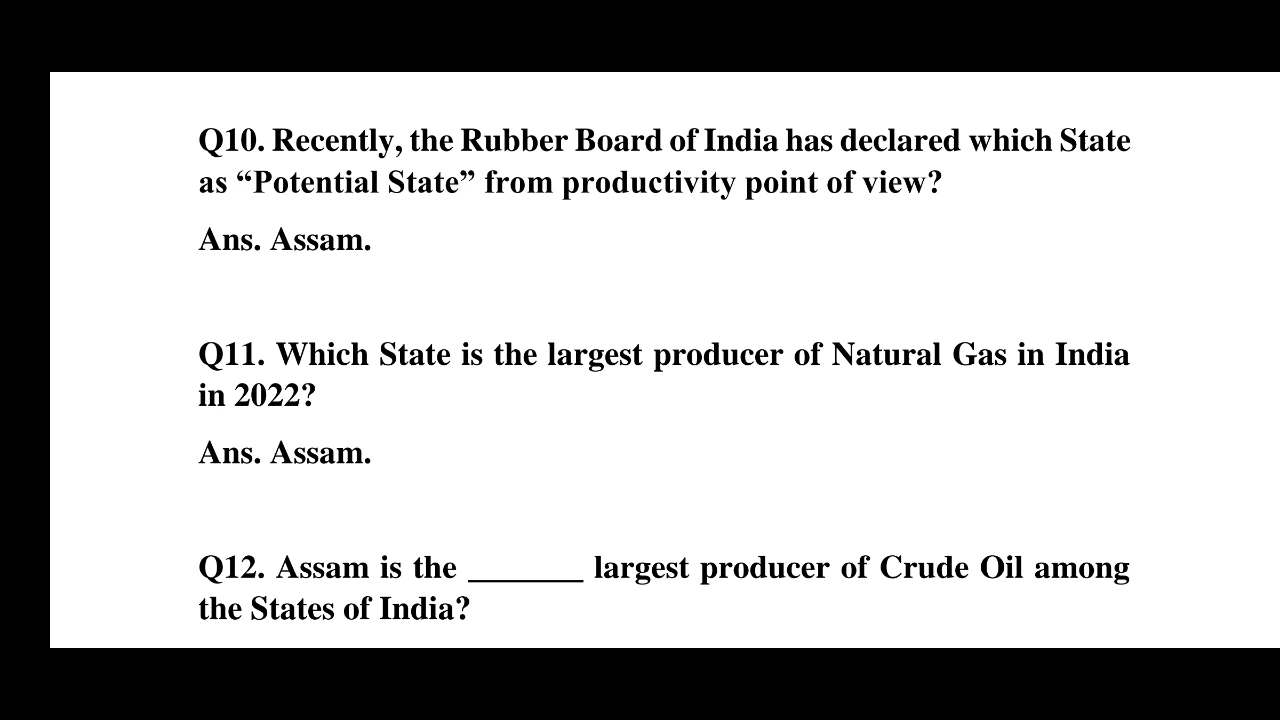 Q10. Recently, the Rubber Board of India has declared which State
as “Potential State” from productivity point of view?
Ans. Assam.
Q11. Which State is the largest producer of Natural Gas in India
in 2022?
Ans. Assam.
Q12. Assam is the _______ largest producer of Crude Oil among
the States of India?